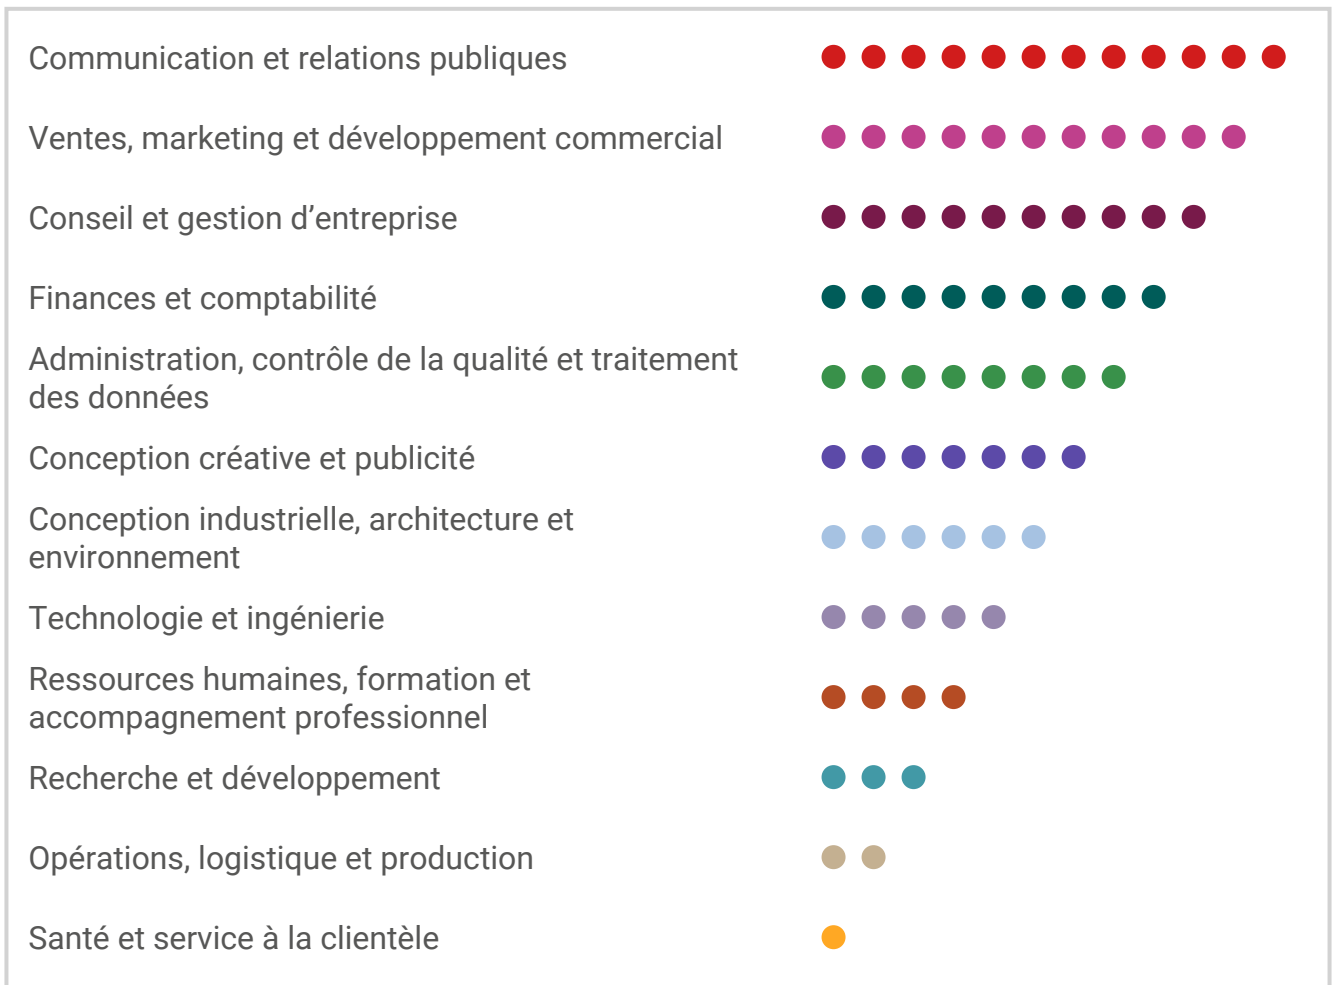 Communication et relations publiques
Ventes, marketing et développement commercial
Conseil et gestion d’entreprise
Finances et comptabilité
Administration, contrôle de la qualité et traitement
des données
Conception créative et publicité
Conception industrielle, architecture et
environnement
Technologie et ingénierie
Ressources humaines, formation et
accompagnement professionnel
Recherche et développement
Opérations, logistique et production
Santé et service à la clientèle